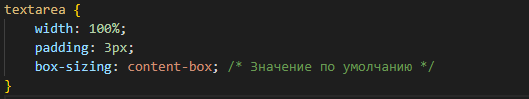 textarea {
    width: 100%;
    padding: 3px;
    box-sizing: content-box; /* Значение по умолчанию */
}